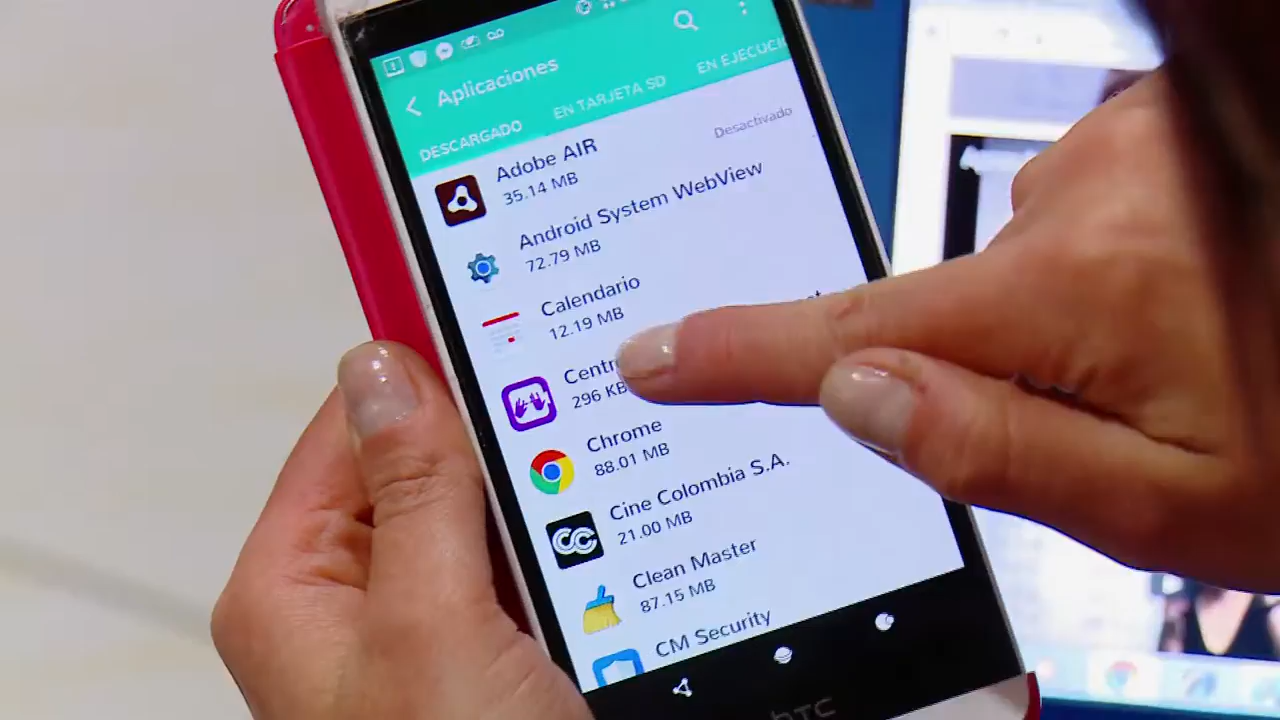 Aplicaciones
DESCARGADO
EN TARJETA SD
EN EJECUCI
Adobe AIR
35.14 MB
Desactivado
Android System WebView
72.79 MB
Calendario
12.19 MB
Centr
296 KB
Chrome
88.01 MB
Cine Colombia S.A.
21.00 MB
Clean Master
87.15 MB
CM Security
hTC